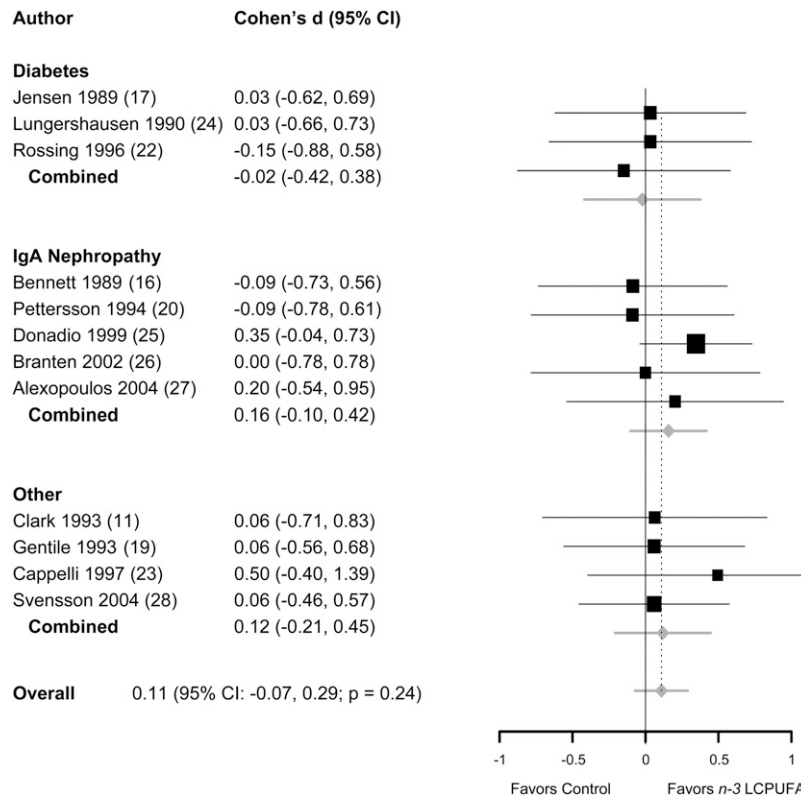 Author Cohen's d (95% CI)
Diabetes
Jensen 1989 (17) 0.03 (-0.62, 0.69)
Lungershausen 1990 (24) 0.03 (-0.66, 0.73)
Rossing 1996 (22) -0.15 (-0.88, 0.58)
Combined -0.02 (-0.42, 0.38)
IgA Nephropathy
Bennett 1989 (16) -0.09 (-0.73, 0.56)
Pettersson 1994 (20) -0.09 (-0.78, 0.61)
Donadio 1999 (25) 0.35 (-0.04, 0.73)
Branten 2002 (26) 0.00 (-0.78, 0.78)
Alexopoulos 2004 (27) 0.20 (-0.54, 0.95)
Combined 0.16 (-0.10, 0.42)
Other
Clark 1993 (11) 0.06 (-0.71, 0.83)
Gentile 1993 (19) 0.06 (-0.56, 0.68)
Cappelli 1997 (23) 0.50 (-0.40, 1.39)
Svensson 2004 (28) 0.06 (-0.46, 0.57)
Combined 0.12 (-0.21, 0.45)
Overall 0.11 (95% CI: -0.07, 0.29; p = 0.24)
-1 -0.5 0 0.5 1
Favors Control Favors n-3 LCPUFA